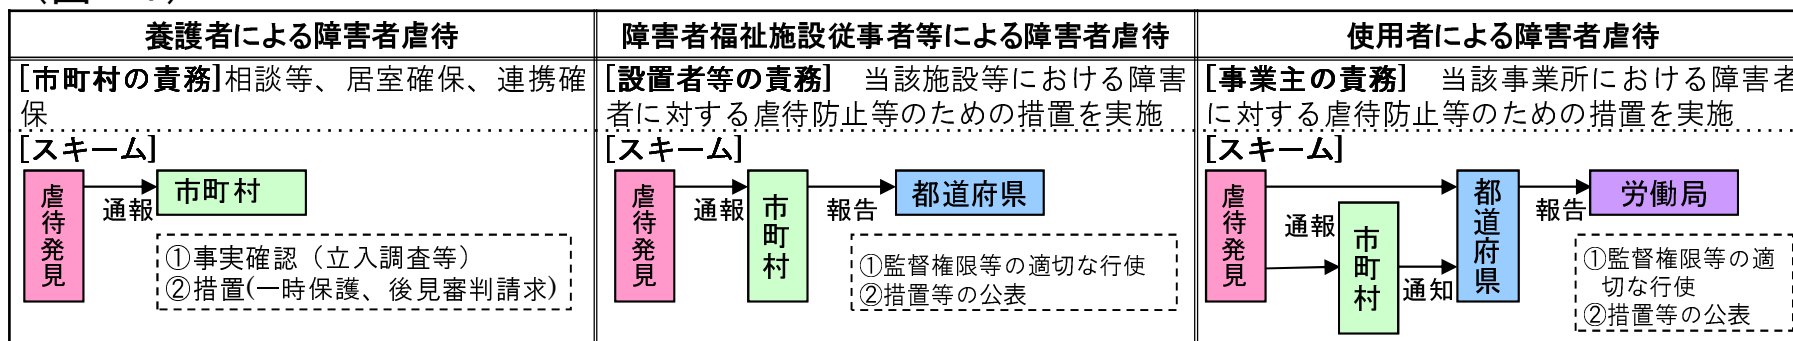 養護者による障害者虐待
[市町村の責務]相談等、居室確保、連携確
保
[スキーム]
虐待発見
通報
市町村
①事実確認（立入調査等）
②措置(一時保護、後見審判請求)
障害者福祉施設従事者等による障害者虐待
[設置者等の責務]　当該施設等における障害
者に対する虐待防止等のための措置を実施
[スキーム]
虐待発見
通報
市町村
報告
都道府県
①監督権限等の適切な行使
②措置等の公表
使用者による障害者虐待
[事業主の責務]　当該事業所における障害者
に対する虐待防止等のための措置を実施
[スキーム]
虐待発見
通報
市町村
通知
都道府県
報告
労働局
①監督権限等の適
切な行使
②措置等の公表